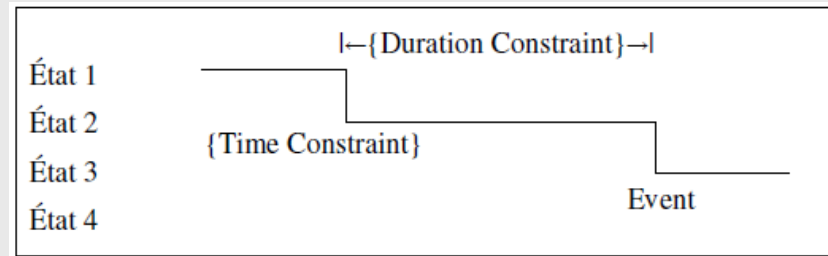 |←{Duration Constraint}→|
État 1
État 2
{Time Constraint}
État 3
Event
État 4